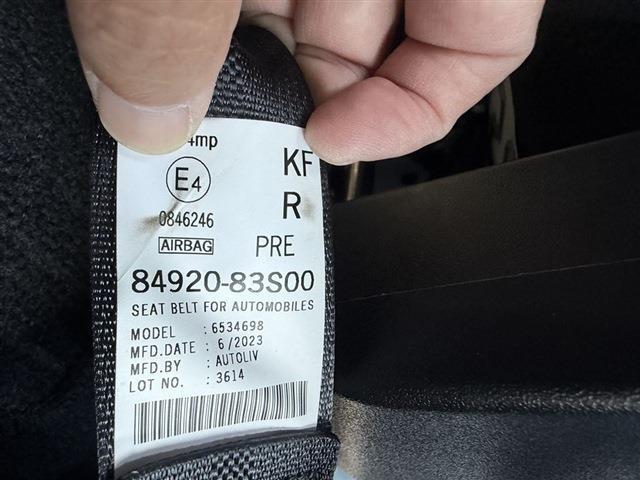 4mp
KF
E4
R
0846246
AIRBAG
PRE
84920-83S00
SEAT BELT FOR AUTOMOBILES
MODEL : 6534698
MFD.DATE : 6/2023
MFD.BY : AUTOLIV
LOT NO. : 3614